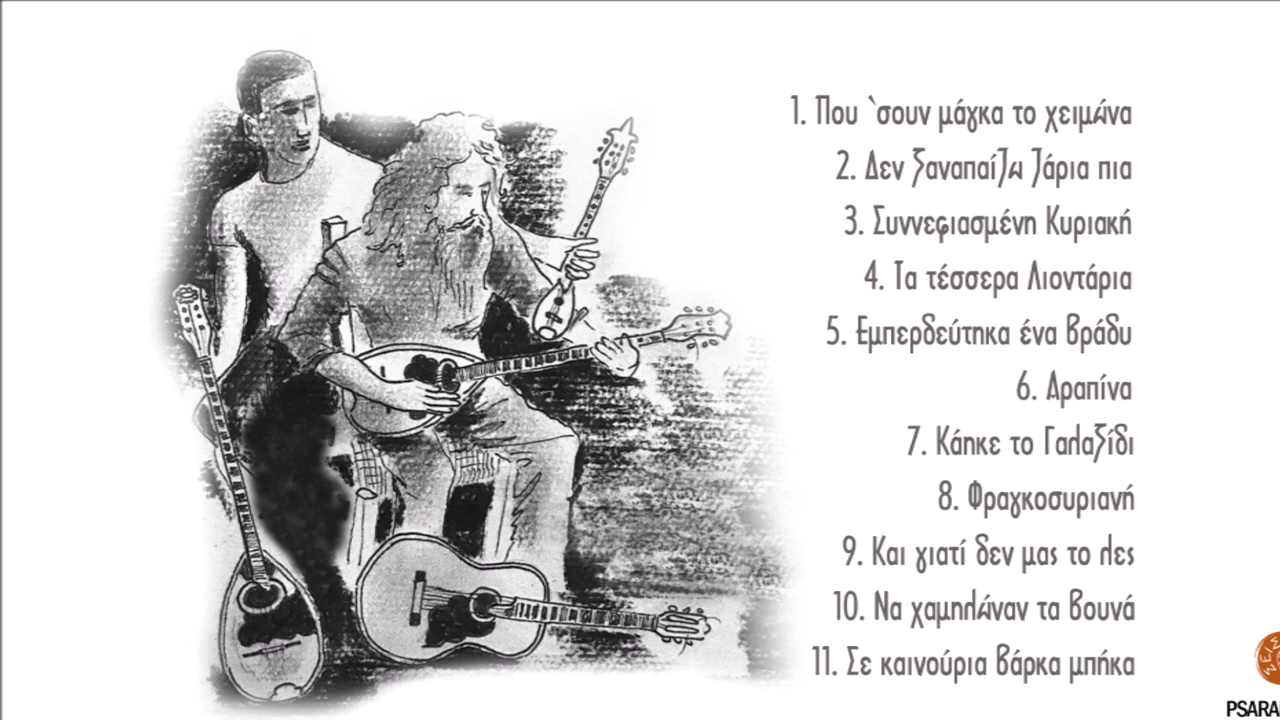 1. Που `σουν μάγκα το χειμώνα
2. Δεν ξαναπαίζω ζάρια πια
3. Συννεφιασμένη Κυριακή
4. Τα τέσσερα Λιοντάρια
5. Εμπερδεύτηκα ένα βράδυ
6. Αραπίνα
7. Κάηκε το Γαλαξίδι
8. Φραγκοσυριανή
9. Και γιατί δεν μας το λες
10. Να χαμηλώναν τα βουνά
11. Σε καινούρια βάρκα μπήκα
PSARA